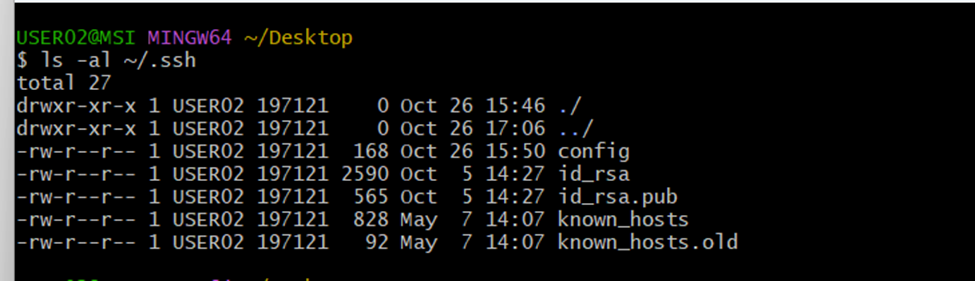 USER02@MSI MINGW64 ~/Desktop
$ ls -al ~/.ssh
total 27
drwxr-xr-x 1 USER02 197121    0 Oct 26 15:46 ./
drwxr-xr-x 1 USER02 197121    0 Oct 26 17:06 ../
-rw-r--r-- 1 USER02 197121  168 Oct 26 15:50 config
-rw-r--r-- 1 USER02 197121 2590 Oct  5 14:27 id_rsa
-rw-r--r-- 1 USER02 197121  565 Oct  5 14:27 id_rsa.pub
-rw-r--r-- 1 USER02 197121  828 May  7 14:07 known_hosts
-rw-r--r-- 1 USER02 197121   92 May  7 14:07 known_hosts.old